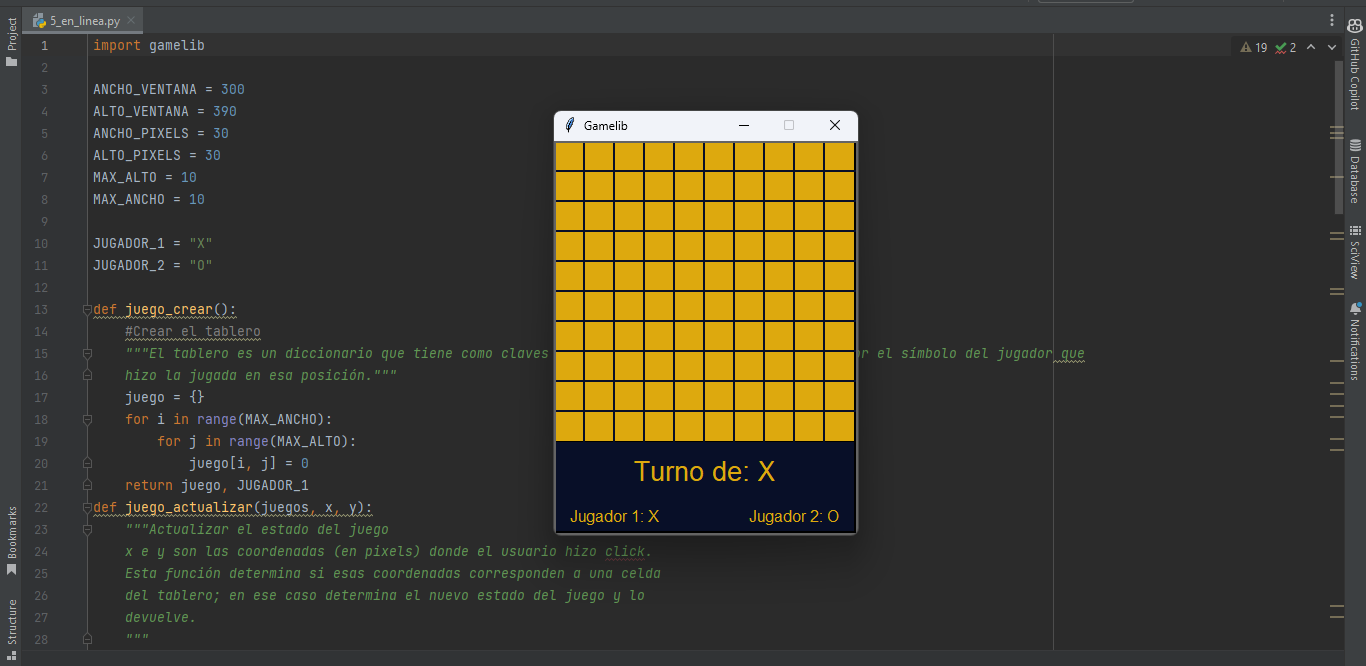 Project
5_en_linea.py
19 2
1 import gamelib
2
3 ANCHO_VENTANA = 300
4 ALTO_VENTANA = 390
5 ANCHO_PIXELS = 30
6 ALTO_PIXELS = 30
7 MAX_ALTO = 10
8 MAX_ANCHO = 10
9
10 JUGADOR_1 = "X"
11 JUGADOR_2 = "O"
12
13 def juego_crear():
14 #Crear el tablero
15 """El tablero es un diccionario que tiene como claves el símbolo del jugador que
16 hizo la jugada en esa posición."""
17 juego = {}
18 for i in range(MAX_ANCHO):
19 for j in range(MAX_ALTO):
20 juego[i, j] = 0
21 return juego, JUGADOR_1
22 def juego_actualizar(juegos, x, y):
23 """Actualizar el estado del juego
24 x e y son las coordenadas (en pixels) donde el usuario hizo click.
25 Esta función determina si esas coordenadas corresponden a una celda
26 del tablero; en ese caso determina el nuevo estado del juego y lo
27 devuelve.
28 """
Gamelib
Turno de: X
Jugador 1: X
Jugador 2: O
Bookmarks
Structure
GitHub Copilot
Database
SciView
Notifications